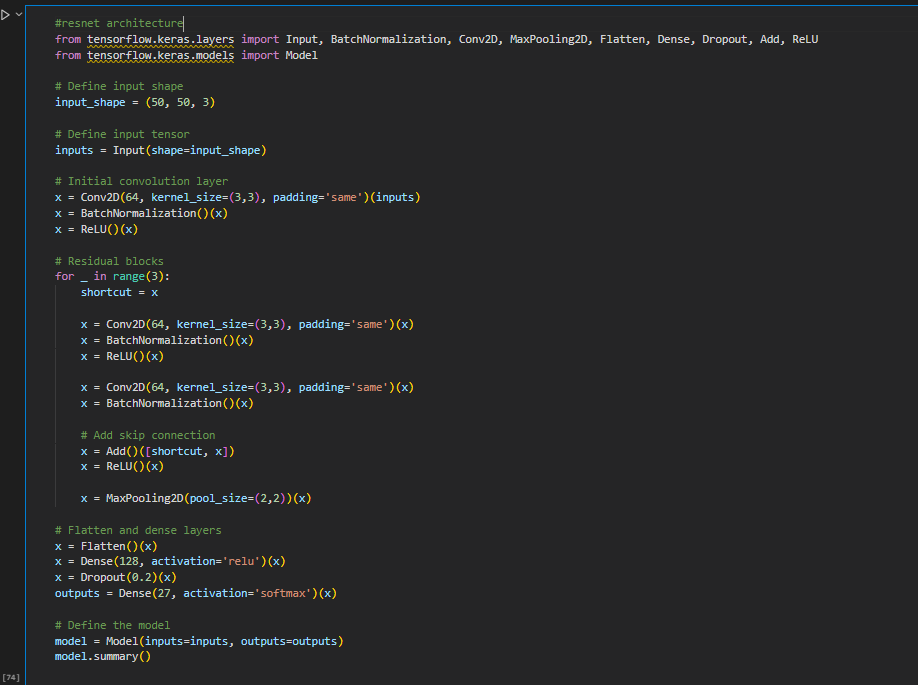 #resnet architecture
from tensorflow.keras.layers import Input, BatchNormalization, Conv2D, MaxPooling2D, Flatten, Dense, Dropout, Add, ReLU
from tensorflow.keras.models import Model
# Define input shape
input_shape = (50, 50, 3)
# Define input tensor
inputs = Input(shape=input_shape)
# Initial convolution layer
x = Conv2D(64, kernel_size=(3,3), padding='same')(inputs)
x = BatchNormalization()(x)
x = ReLU()(x)
# Residual blocks
for _ in range(3):
    shortcut = x
    x = Conv2D(64, kernel_size=(3,3), padding='same')(x)
    x = BatchNormalization()(x)
    x = ReLU()(x)
    x = Conv2D(64, kernel_size=(3,3), padding='same')(x)
    x = BatchNormalization()(x)
    # Add skip connection
    x = Add()([shortcut, x])
    x = ReLU()(x)
    x = MaxPooling2D(pool_size=(2,2))(x)
# Flatten and dense layers
x = Flatten()(x)
x = Dense(128, activation='relu')(x)
x = Dropout(0.2)(x)
outputs = Dense(27, activation='softmax')(x)
# Define the model
model = Model(inputs=inputs, outputs=outputs)
model.summary()
[74]